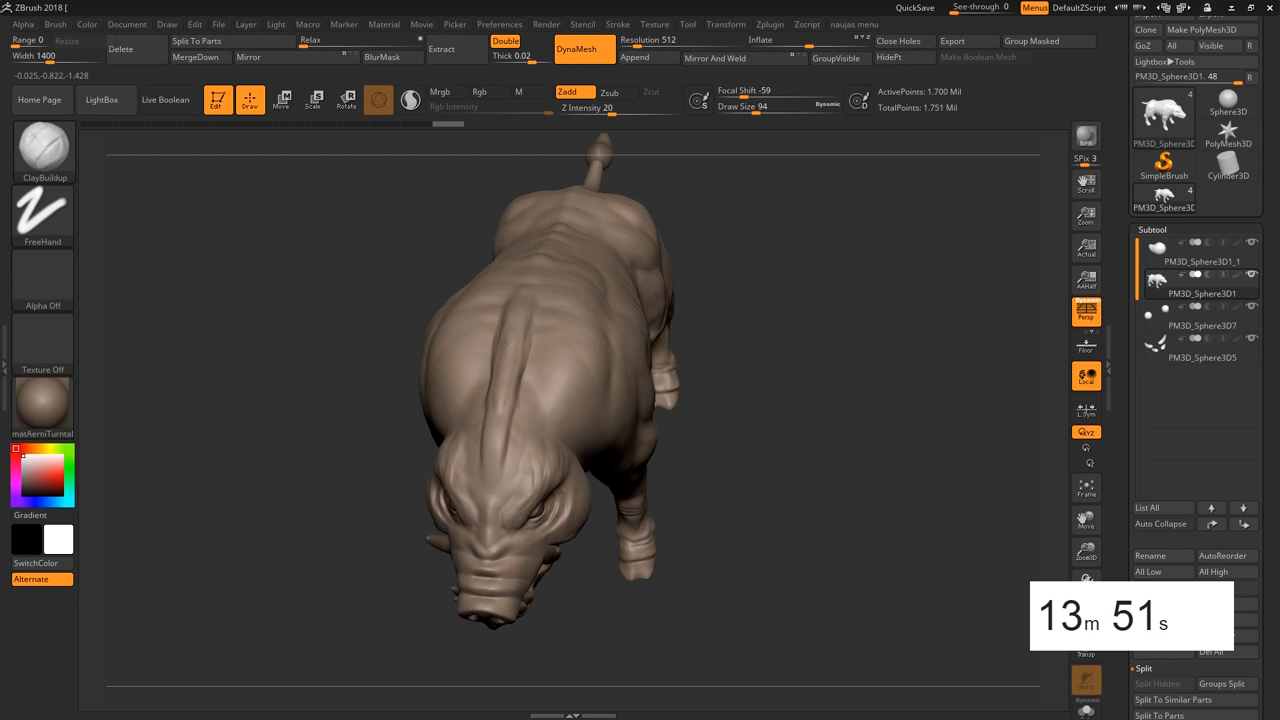 ZBrush 2018 [
QuickSave See-through 0 Menus DefaultZScript
Alpha Brush Color Document Draw Edit File Layer Light Macro Marker Material Movie Picker Preferences Render Stencil Stroke Texture Tool Transform Zplugin Zscript naujas menu
Range 0 Resize Delete Split To Parts Relax Extract Double DynaMesh Resolution 512 Inflate Close Holes Export Group Masked
Width 1400 MergeDown Mirror BlurMask Thick 0.02 Append Mirror And Weld GroupVisible HidePt Make Boolean Mesh
-0.025,-0.822,-1.428
Home Page LightBox Live Boolean Edit Draw Move Scale Rotate
Mrgb Rgb M Zadd Zsub Zcut Focal Shift -59 ActivePoints: 1.700 Mil
Rgb Intensity Z Intensity 20 Draw Size 94 Dynamic TotalPoints: 1.751 Mil
ClayBuildup
FreeHand
Alpha Off
Texture Off
matAerniTurntal
Gradient
SwitchColor
Alternate
BPR
SPix 3
Scroll
Zoom
Actual
AAHalf
Dynamic
Persp
Floor
Local
L.Sym
XYZ
Frame
Move
Zoom3D
Transp
Dynamic
Clone Make PolyMesh3D
GoZ All Visible R
Lightbox▶Tools
PM3D_Sphere3D1. 48 R
4
Sphere3D
PM3D_Sphere3D PolyMesh3D
SimpleBrush Cylinder3D
4
PM3D_Sphere3D
Subtool
PM3D_Sphere3D1_1
PM3D_Sphere3D1
PM3D_Sphere3D7
PM3D_Sphere3D5
List All
Auto Collapse
Rename AutoReorder
All Low All High
13m 51s
Del All
Split
Split Hidden Groups Split
Split To Similar Parts
Split To Parts